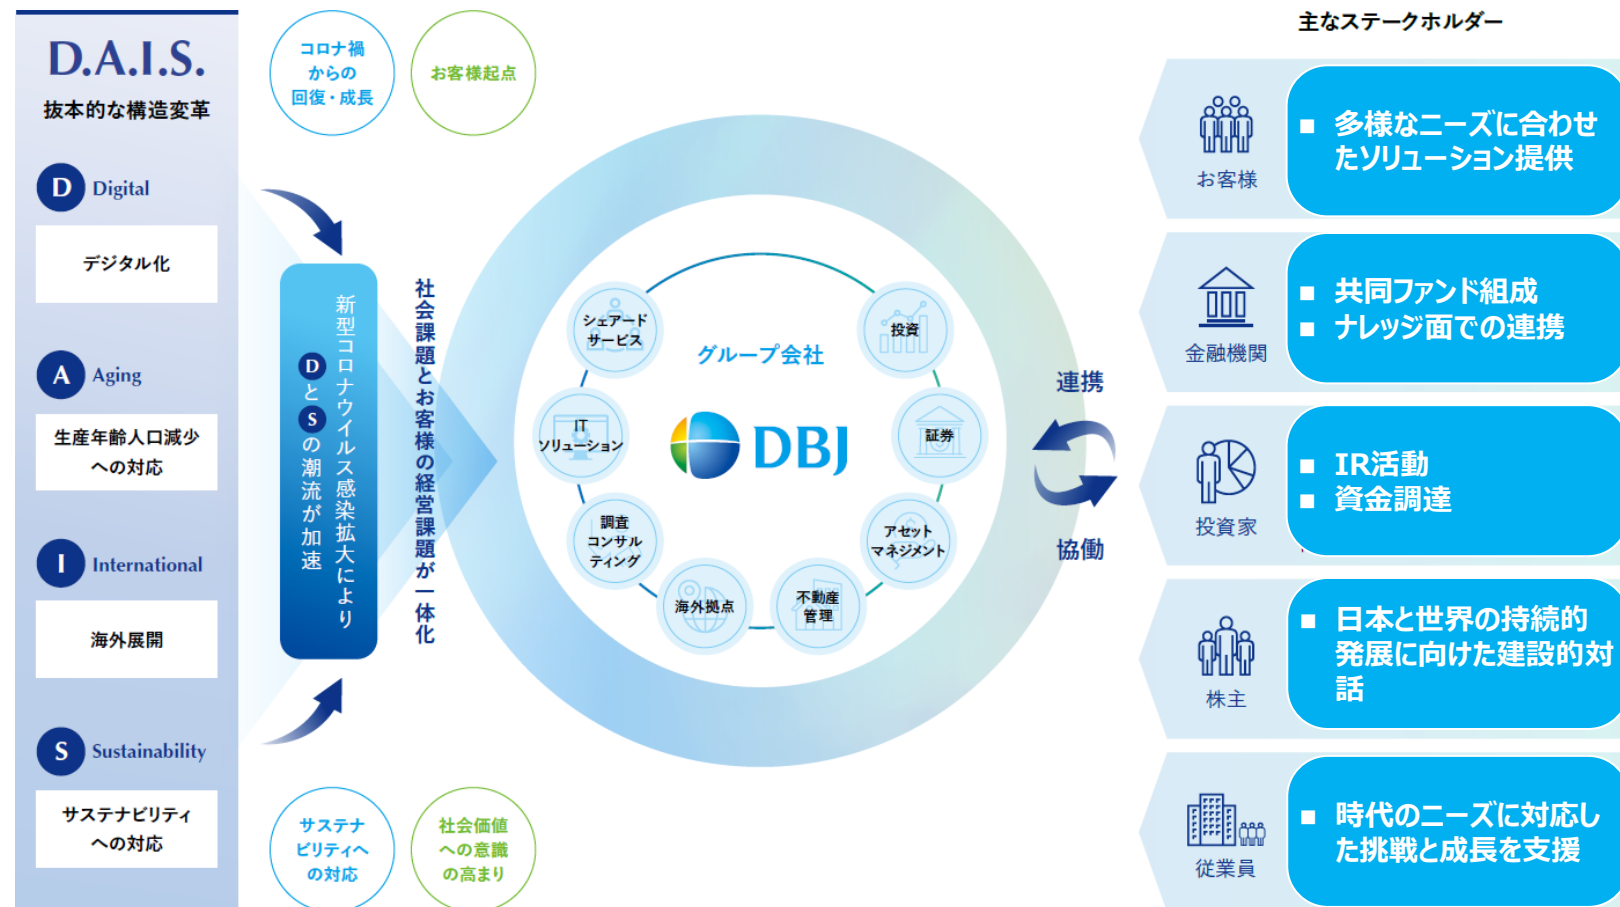 D.A.I.S.
抜本的な構造変革
D Digital
デジタル化
A Aging
生産年齢人口減少
への対応
I International
海外展開
S Sustainability
サステナビリティ
への対応
コロナ禍
からの
回復・成長
お客様起点
新型コロナウイルス感染拡大により
DとSの潮流が加速
社会課題とお客様の経営課題が一体化
サステナ
ビリティへ
の対応
社会価値
への意識
の高まり
グループ会社
DBJ
シェアード
サービス
IT
ソリューション
調査
コンサル
ティング
海外拠点
不動産
管理
アセット
マネジメント
証券
投資
連携
協働
主なステークホルダー
お客様
■ 多様なニーズに合わせ
たソリューション提供
金融機関
■ 共同ファンド組成
■ ナレッジ面での連携
投資家
■ IR活動
■ 資金調達
株主
■ 日本と世界の持続的
発展に向けた建設的対
話
従業員
■ 時代のニーズに対応し
た挑戦と成長を支援